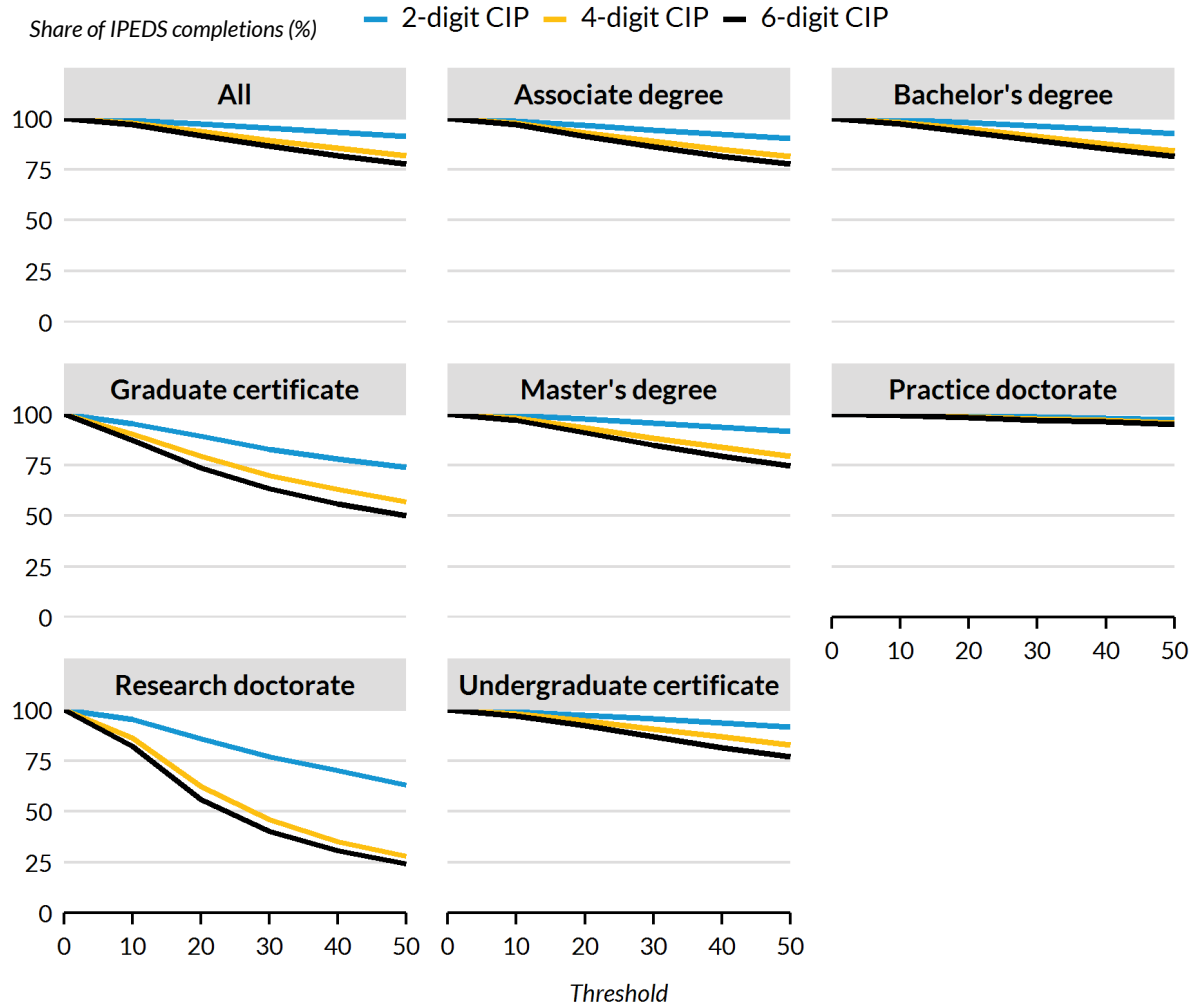 Share of IPEDS completions (%)
2-digit CIP 4-digit CIP 6-digit CIP
All Associate degree Bachelor's degree
100
75
50
25
0
Graduate certificate Master's degree Practice doctorate
100
75
50
25
0
0 10 20 30 40 50
Research doctorate Undergraduate certificate
100
75
50
25
0
0 10 20 30 40 50 0 10 20 30 40 50
Threshold